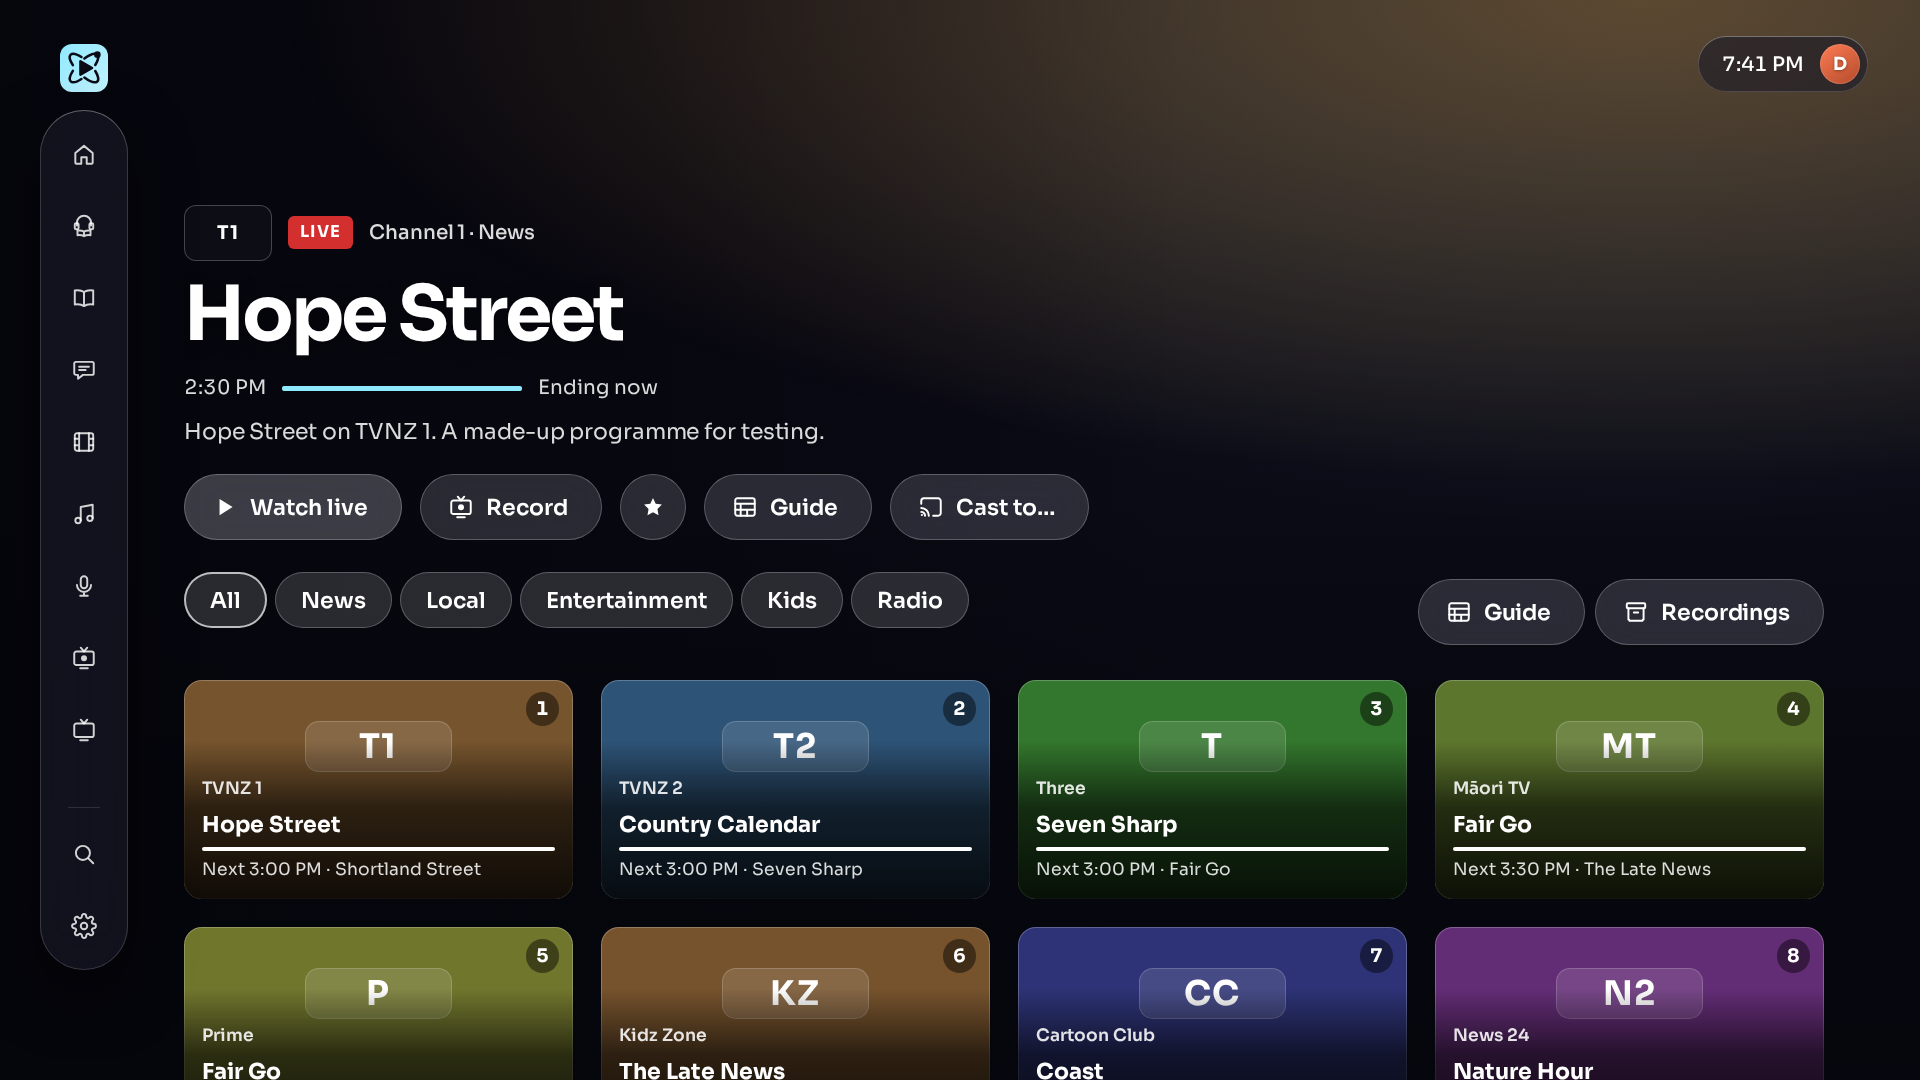 7:41 PM D
T1 LIVE Channel 1 · News
Hope Street
2:30 PM Ending now
Hope Street on TVNZ 1. A made-up programme for testing.
Watch live Record Guide Cast to...
All News Local Entertainment Kids Radio Guide Recordings
1
T1
TVNZ 1
Hope Street
Next 3:00 PM · Shortland Street
2
T2
TVNZ 2
Country Calendar
Next 3:00 PM · Seven Sharp
3
T
Three
Seven Sharp
Next 3:00 PM · Fair Go
4
MT
Māori TV
Fair Go
Next 3:30 PM · The Late News
5
P
Prime
Fair Go
6
KZ
Kidz Zone
The Late News
7
CC
Cartoon Club
Coast
8
N2
News 24
Nature Hour